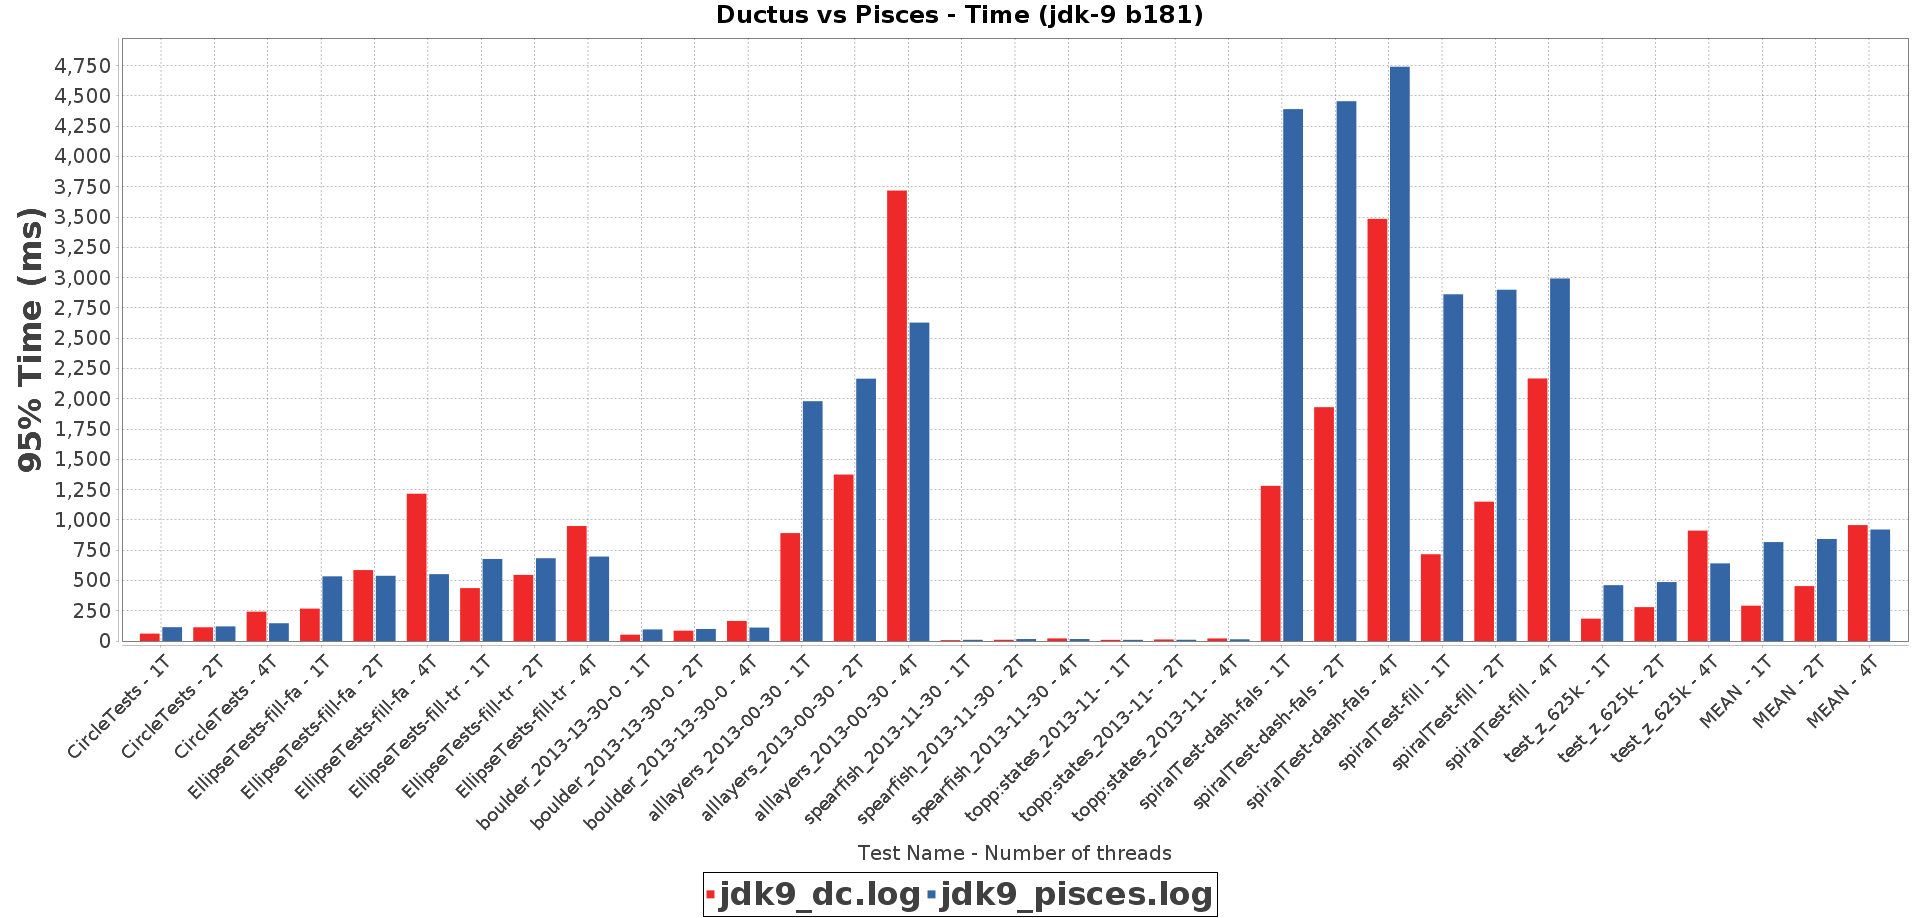 Ductus vs Pisces - Time (jdk-9 b181)
95% Time (ms)
4,750
4,500
4,250
4,000
3,750
3,500
3,250
3,000
2,750
2,500
2,250
2,000
1,750
1,500
1,250
1,000
750
500
250
0
CircleTests - 1T
CircleTests - 2T
CircleTests - 4T
EllipseTests-fill-fa - 1T
EllipseTests-fill-fa - 2T
EllipseTests-fill-fa - 4T
EllipseTests-fill-tr - 1T
EllipseTests-fill-tr - 2T
EllipseTests-fill-tr - 4T
boulder_2013-13-30-0 - 1T
boulder_2013-13-30-0 - 2T
boulder_2013-13-30-0 - 4T
alllayers_2013-00-30 - 1T
alllayers_2013-00-30 - 2T
alllayers_2013-00-30 - 4T
spearfish_2013-11-30 - 1T
spearfish_2013-11-30 - 2T
spearfish_2013-11-30 - 4T
topp:states_2013-11- - 1T
topp:states_2013-11- - 2T
topp:states_2013-11- - 4T
spiralTest-dash-fals - 1T
spiralTest-dash-fals - 2T
spiralTest-dash-fals - 4T
spiralTest-fill - 1T
spiralTest-fill - 2T
spiralTest-fill - 4T
test_z_625k - 1T
test_z_625k - 2T
test_z_625k - 4T
MEAN - 1T
MEAN - 2T
MEAN - 4T
Test Name - Number of threads
jdk9_dc.log jdk9_pisces.log